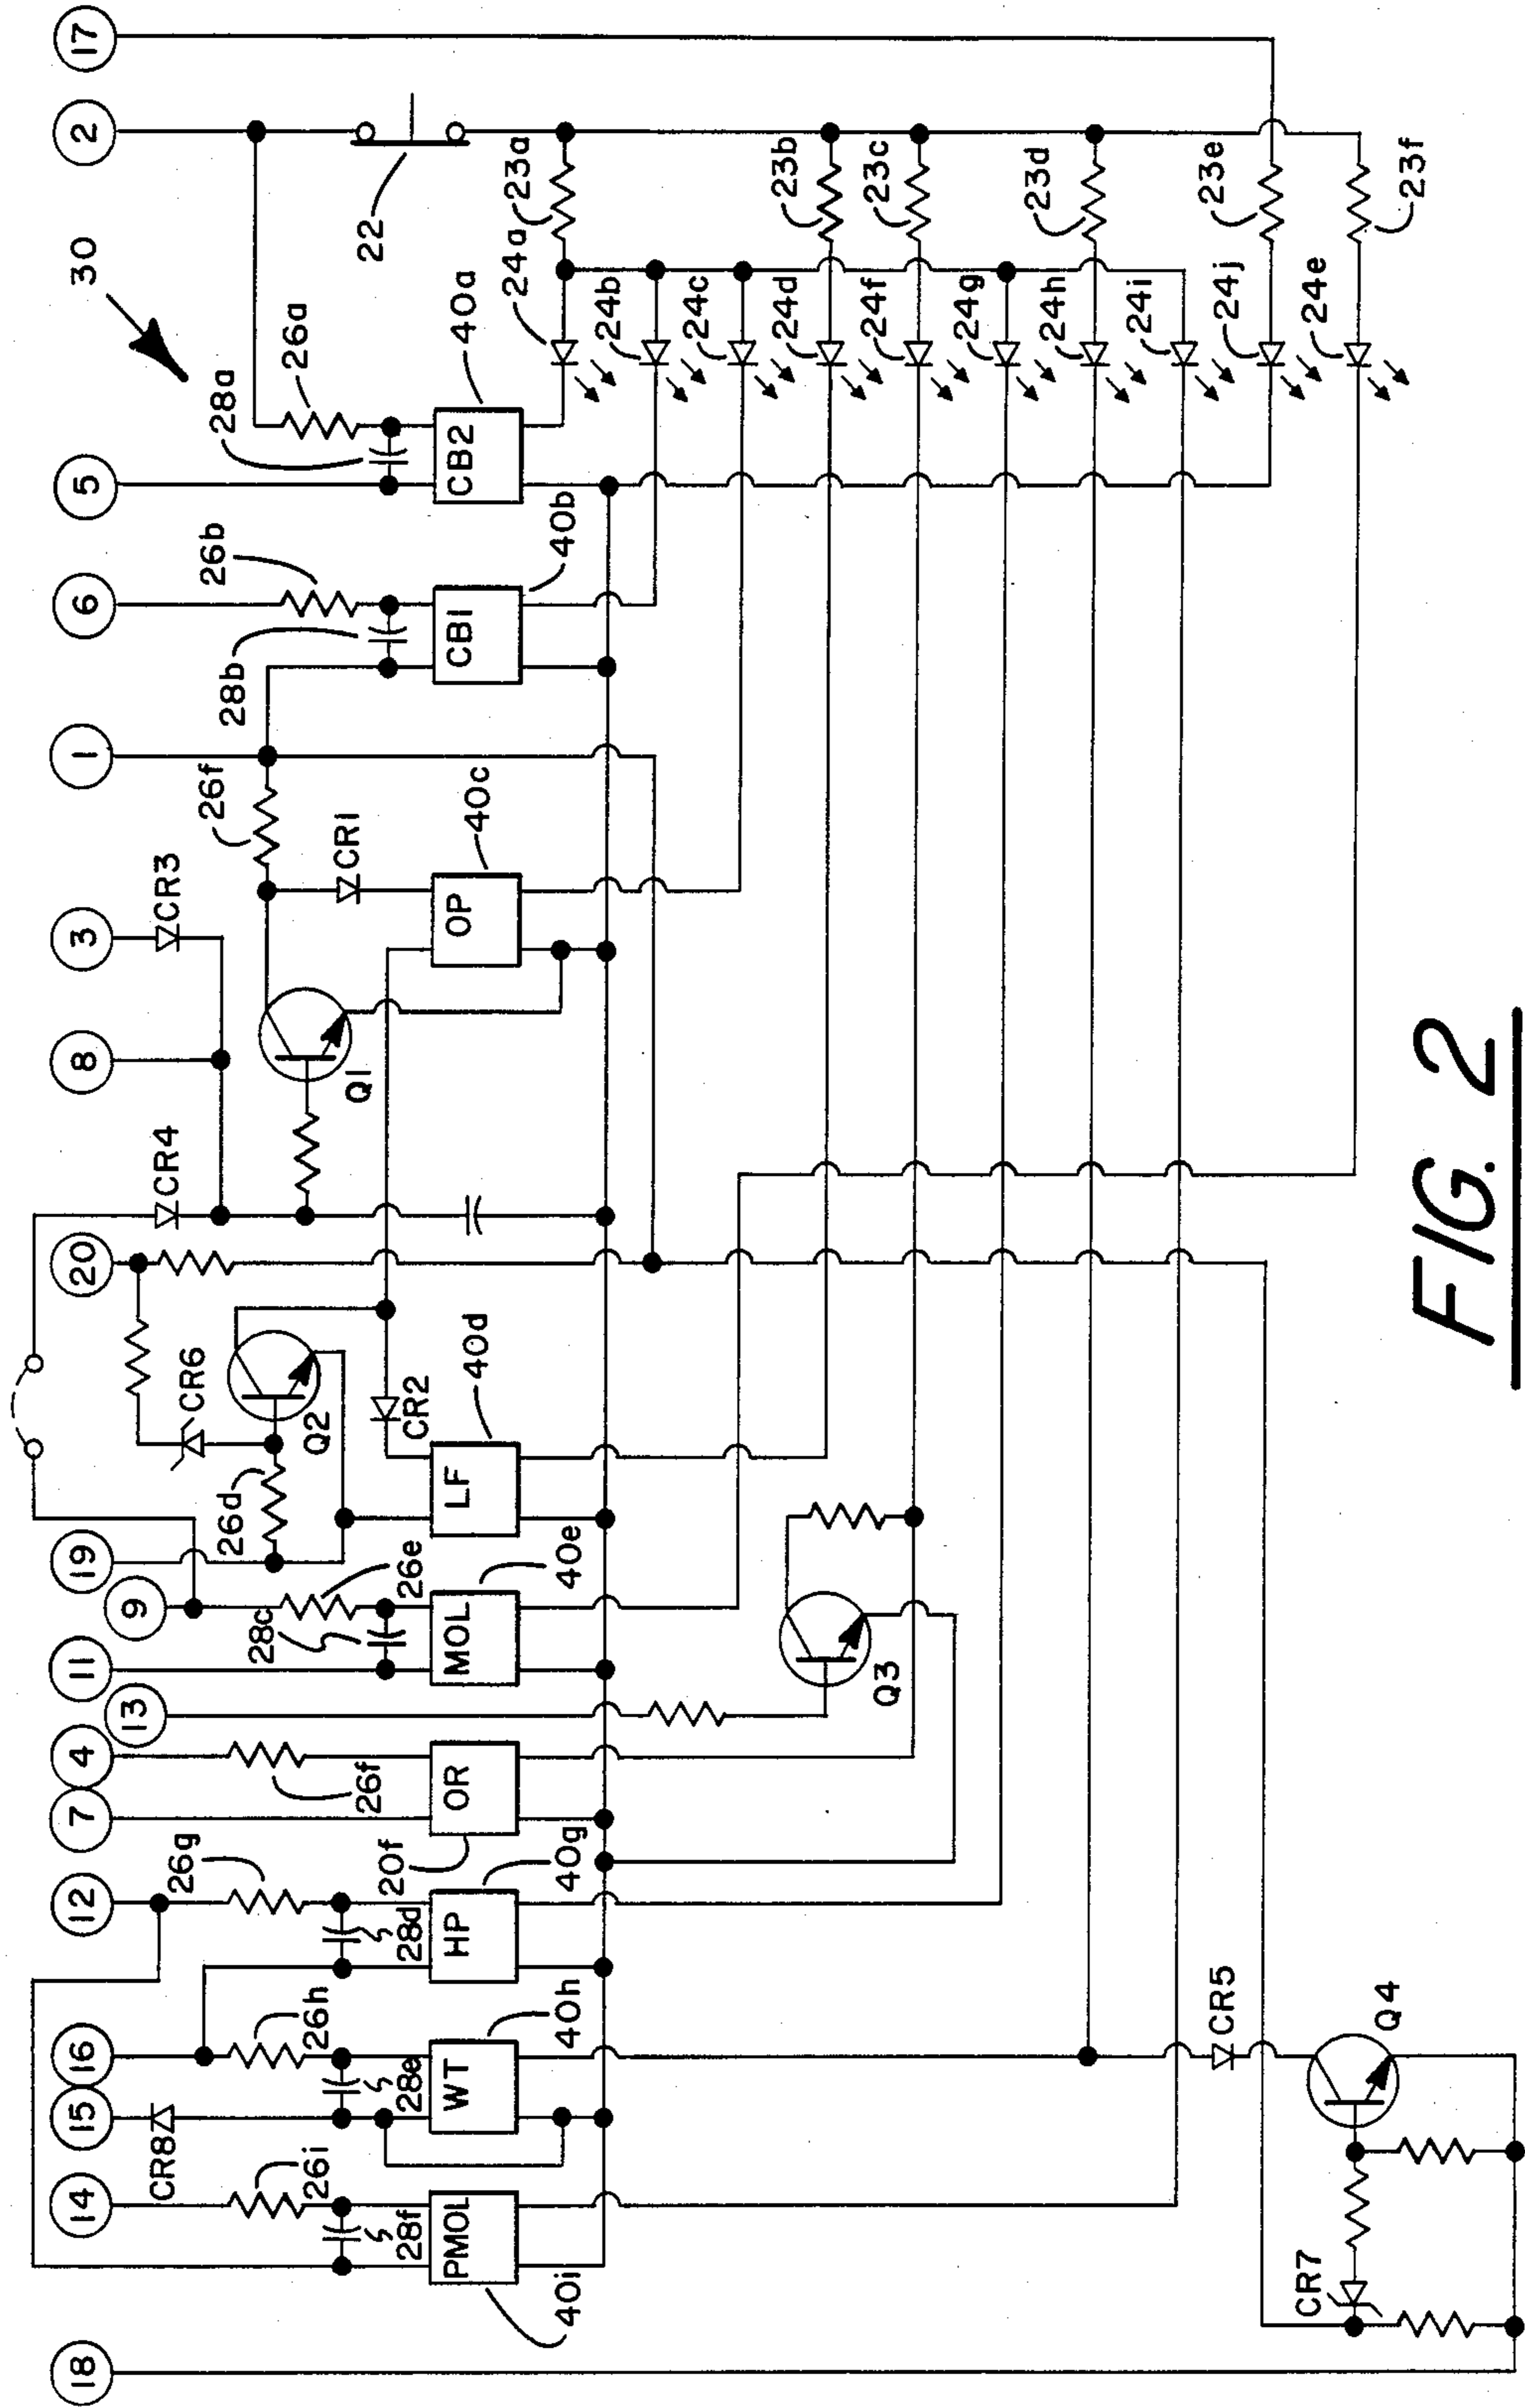 30
17
2
5
6
1
3
8
20
19
9
11
13
4
7
12
16
15
14
18
22
26a
28a
CB2
40a
26b
28b
CB1
40b
26f
CR1
CR3
OP
40c
Q1
CR4
CR6
Q2
26d
CR2
LF
40d
26e
28c
MOL
40e
Q3
26f
OR
20f
26g
28d
HP
40g
26h
28e
WT
40h
CR8
26i
28f
PMOL
40i
23a
23b
23c
23d
23e
23f
24a
24b
24c
24d
24f
24g
24h
24i
24j
24e
CR5
Q4
CR7
FIG. 2